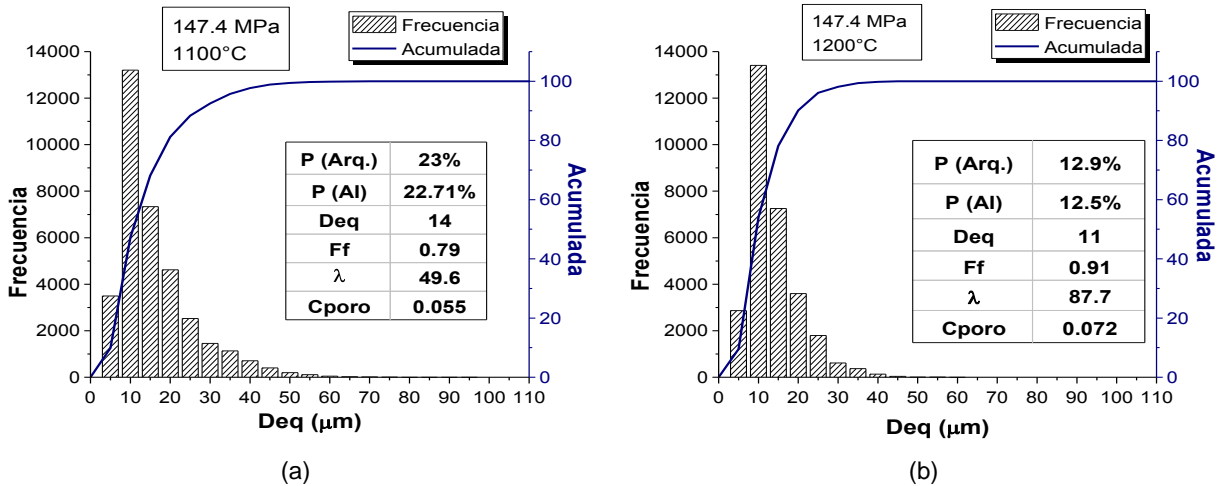 147.4 MPa
1100°C
Frecuencia
Acumulada
14000
12000
10000
8000
6000
4000
2000
0
Frecuencia
100
80
60
40
20
0
Acumulada
P (Arq.) 23%
P (AI) 22.71%
Deq 14
Ff 0.79
λ 49.6
Cporo 0.055
0 10 20 30 40 50 60 70 80 90 100 110
Deq (μm)
(a)
147.4 MPa
1200°C
Frecuencia
Acumulada
14000
12000
10000
8000
6000
4000
2000
0
Frecuencia
100
80
60
40
20
0
Acumulada
P (Arq.) 12.9%
P (AI) 12.5%
Deq 11
Ff 0.91
λ 87.7
Cporo 0.072
0 10 20 30 40 50 60 70 80 90 100 110
Deq (μm)
(b)